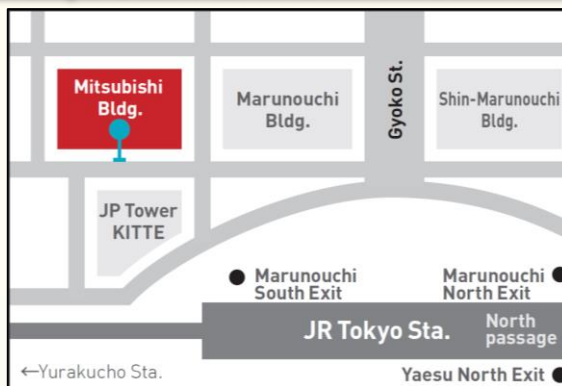 Mitsubishi
Bldg.
Marunouchi
Bldg.
Gyoko St.
Shin-Marunouchi
Bldg.
JP Tower
KITTE
Marunouchi
South Exit
Marunouchi
North Exit
JR Tokyo Sta.
North
passage
←Yurakucho Sta.
Yaesu North Exit